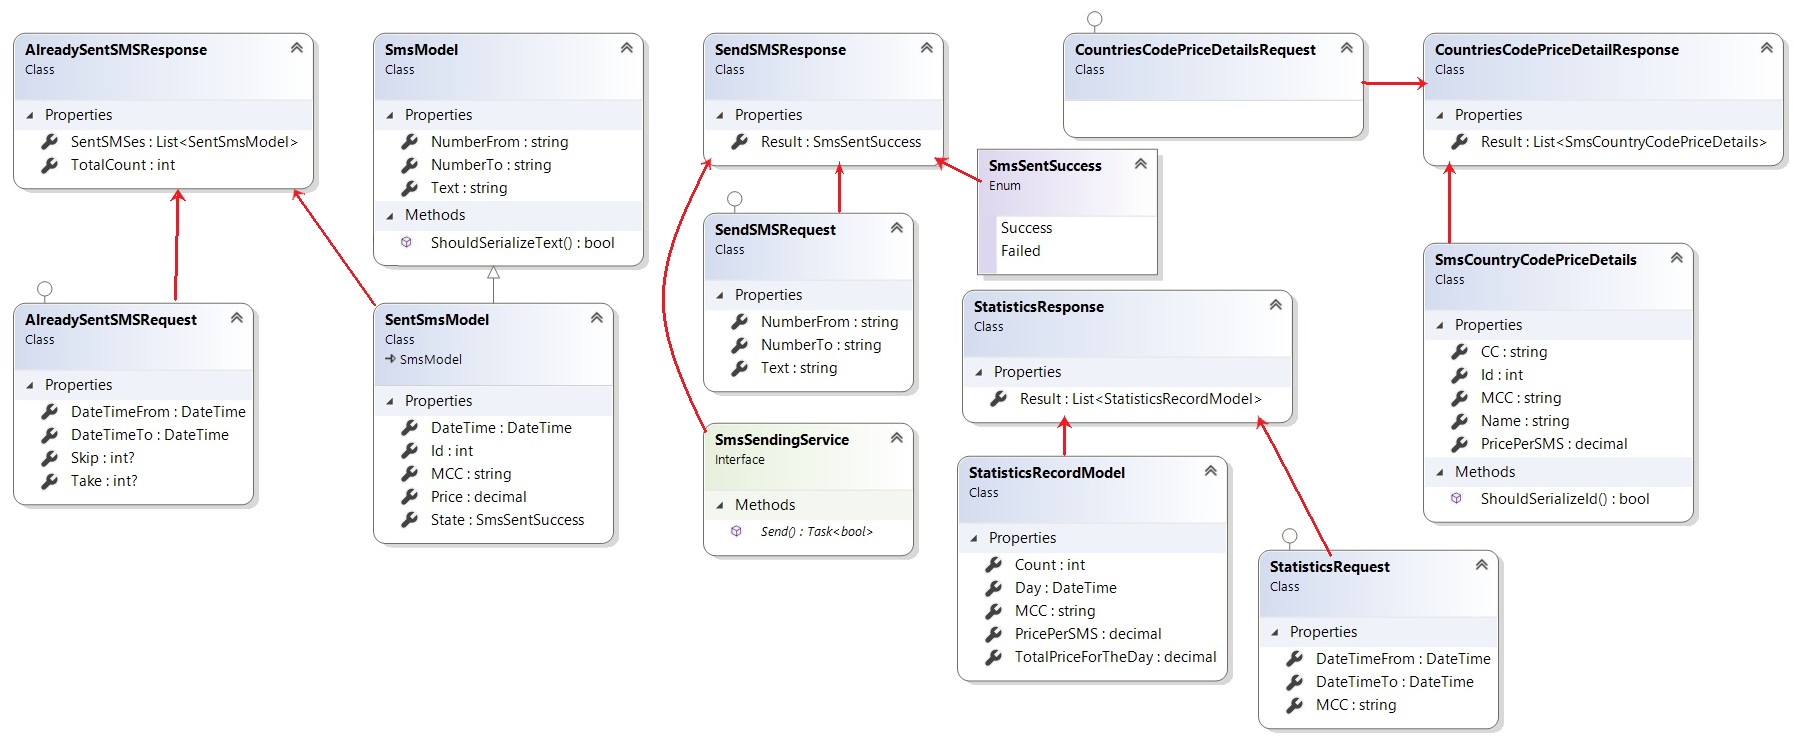 AlreadySentSMSResponse
Class
Properties
SentSMSes : List<SentSmsModel>
TotalCount : int
SmsModel
Class
Properties
NumberFrom : string
NumberTo : string
Text : string
Methods
ShouldSerializeText() : bool
SendSMSResponse
Class
Properties
Result : SmsSentSuccess
CountriesCodePriceDetailsRequest
Class
CountriesCodePriceDetailResponse
Class
Properties
Result : List<SmsCountryCodePriceDetails>
SmsSentSuccess
Enum
Success
Failed
SendSMSRequest
Class
Properties
NumberFrom : string
NumberTo : string
Text : string
AlreadySentSMSRequest
Class
Properties
DateTimeFrom : DateTime
DateTimeTo : DateTime
Skip : int?
Take : int?
SentSmsModel
Class
SmsModel
Properties
DateTime : DateTime
Id : int
MCC : string
Price : decimal
State : SmsSentSuccess
SmsSendingService
Interface
Methods
Send() : Task<bool>
StatisticsResponse
Class
Properties
Result : List<StatisticsRecordModel>
SmsCountryCodePriceDetails
Class
Properties
CC : string
Id : int
MCC : string
Name : string
PricePerSMS : decimal
Methods
ShouldSerializeId() : bool
StatisticsRecordModel
Class
Properties
Count : int
Day : DateTime
MCC : string
PricePerSMS : decimal
TotalPriceForTheDay : decimal
StatisticsRequest
Class
Properties
DateTimeFrom : DateTime
DateTimeTo : DateTime
MCC : string